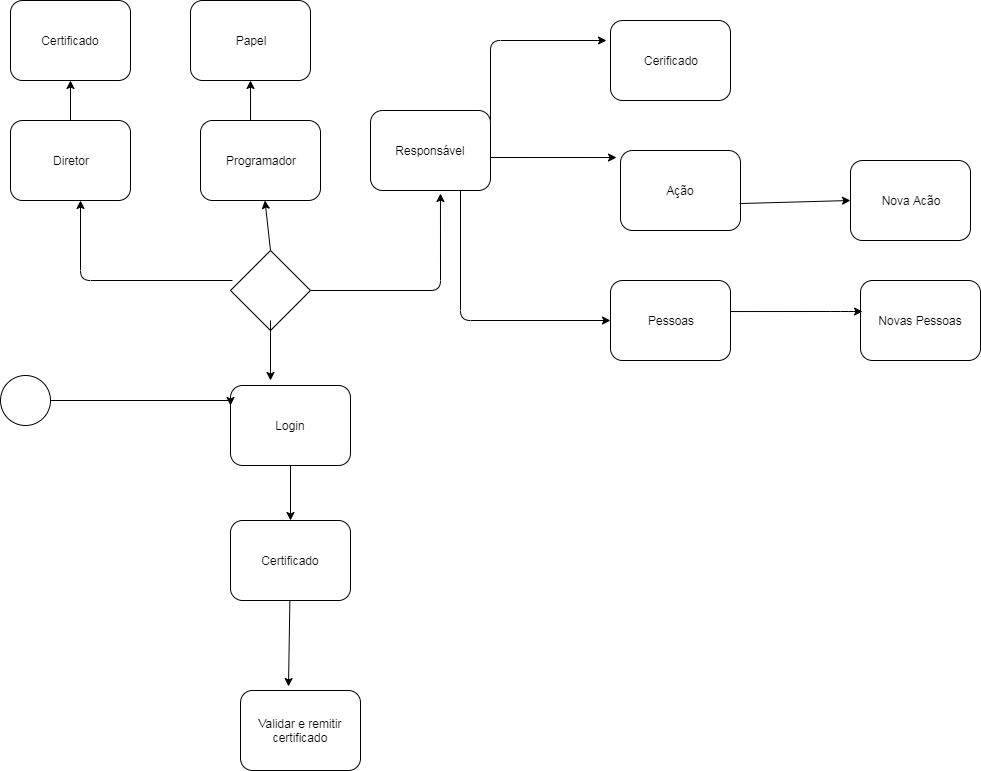 Certificado
Papel
Cerificado
Diretor
Programador
Responsável
Ação
Nova Acão
Pessoas
Novas Pessoas
Login
Certificado
Validar e remitir
certificado